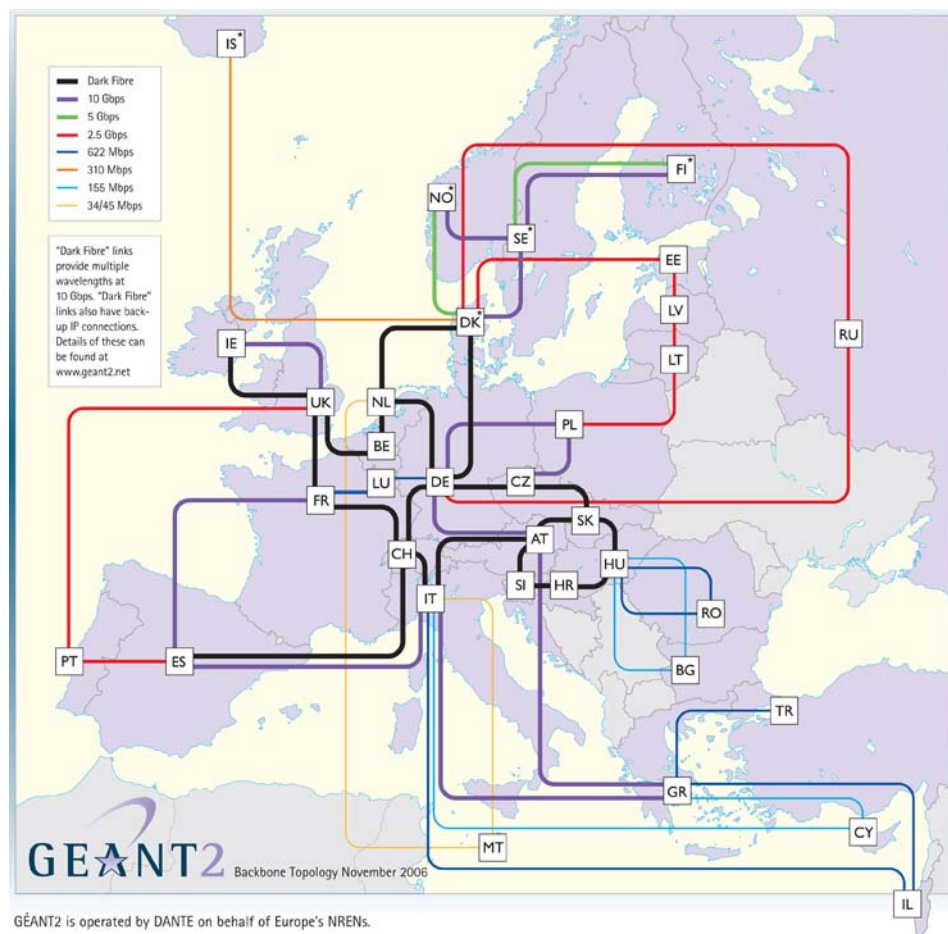 IS*
Dark Fibre
10 Gbps
5 Gbps
2.5 Gbps
622 Mbps
310 Mbps
155 Mbps
34/45 Mbps
"Dark Fibre" links
provide multiple
wavelengths at
10 Gbps. "Dark Fibre"
links also have back-
up IP connections.
Details of these can
be found at
www.geant2.net
FI*
NO*
SE*
EE
LV
DK*
RU
IE
LT
UK
NL
PL
BE
LU
DE
CZ
FR
SK
AT
CH
HU
SI
HR
IT
RO
PT
ES
BG
TR
GR
CY
MT
GEANT2 Backbone Topology November 2006
IL
GÉANT2 is operated by DANTE on behalf of Europe's NRENs.